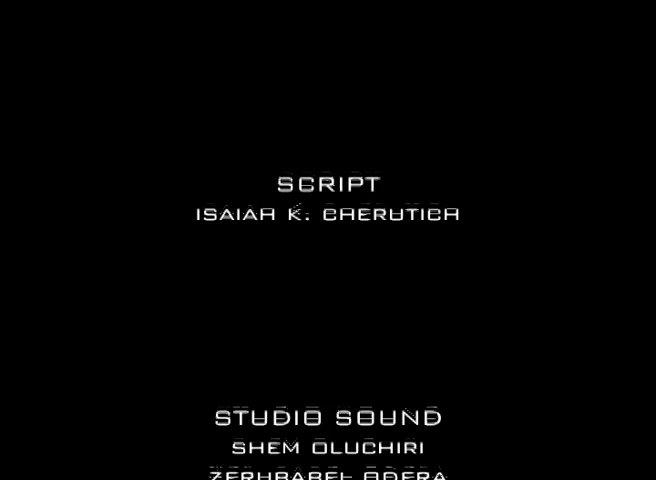 SCRIPT
ISAIAH K. CHERUTICH
STUDIO SOUND
SHEM OLUCHIRI